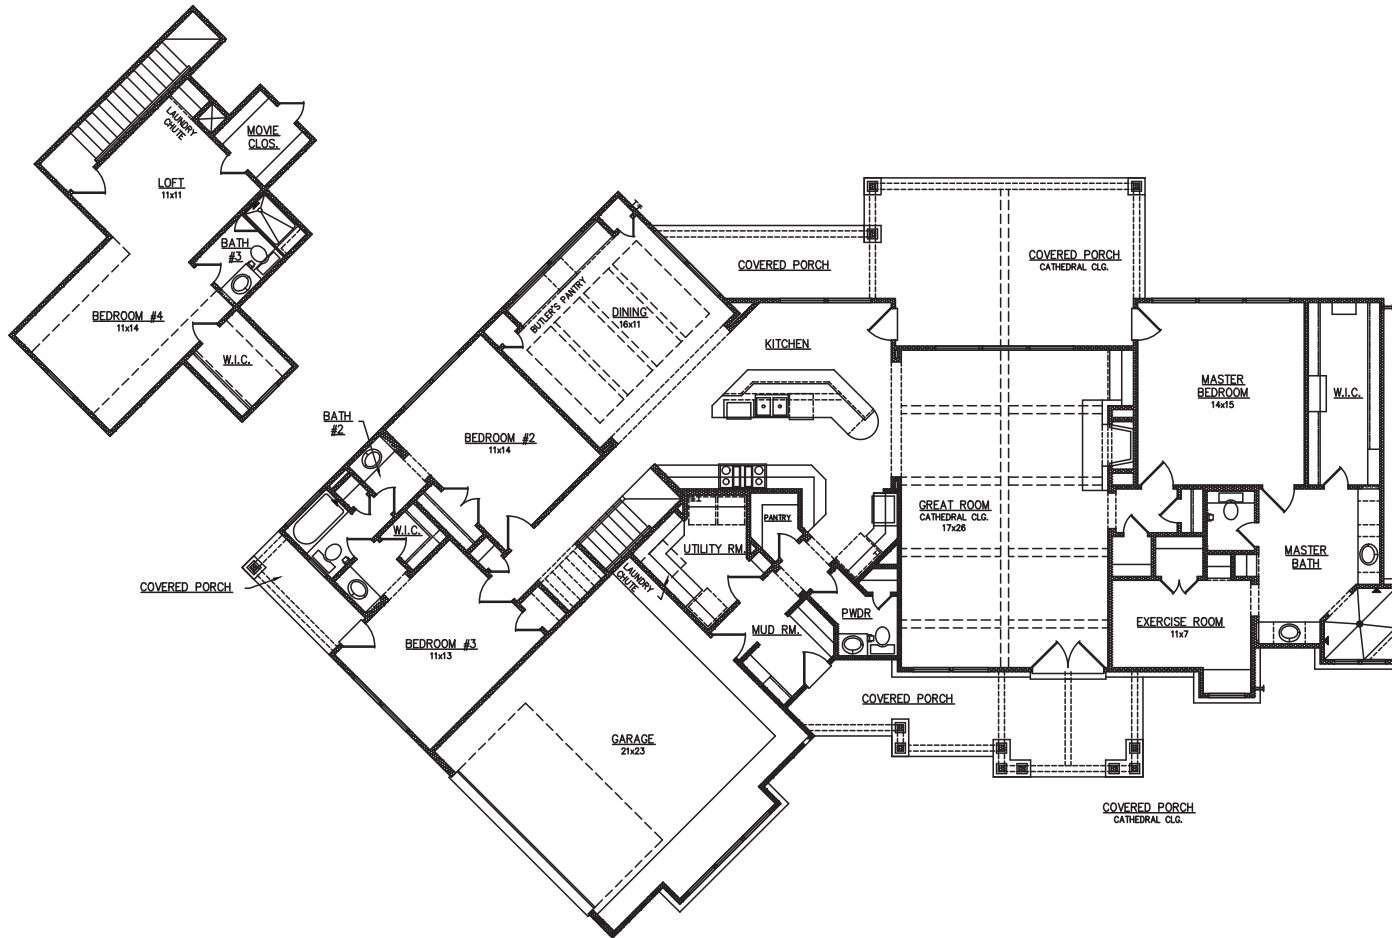 LAUNDRY
CHUTE
MOVIE
CLOS.
LOFT
11x11
BATH
#3
BEDROOM #4
11x14
W.I.C.
COVERED PORCH
COVERED PORCH
CATHEDRAL CLG.
BUTLER'S PANTRY
DINING
16x11
KITCHEN
MASTER
BEDROOM
14x15
W.I.C.
BATH
#2
BEDROOM #2
11x14
GREAT ROOM
CATHEDRAL CLG.
17x26
PANTRY
W.I.C.
UTILITY RM.
LAUNDRY
CHUTE
MASTER
BATH
COVERED PORCH
PWDR
MUD RM.
EXERCISE ROOM
11x7
BEDROOM #3
11x13
COVERED PORCH
GARAGE
21x23
COVERED PORCH
CATHEDRAL CLG.